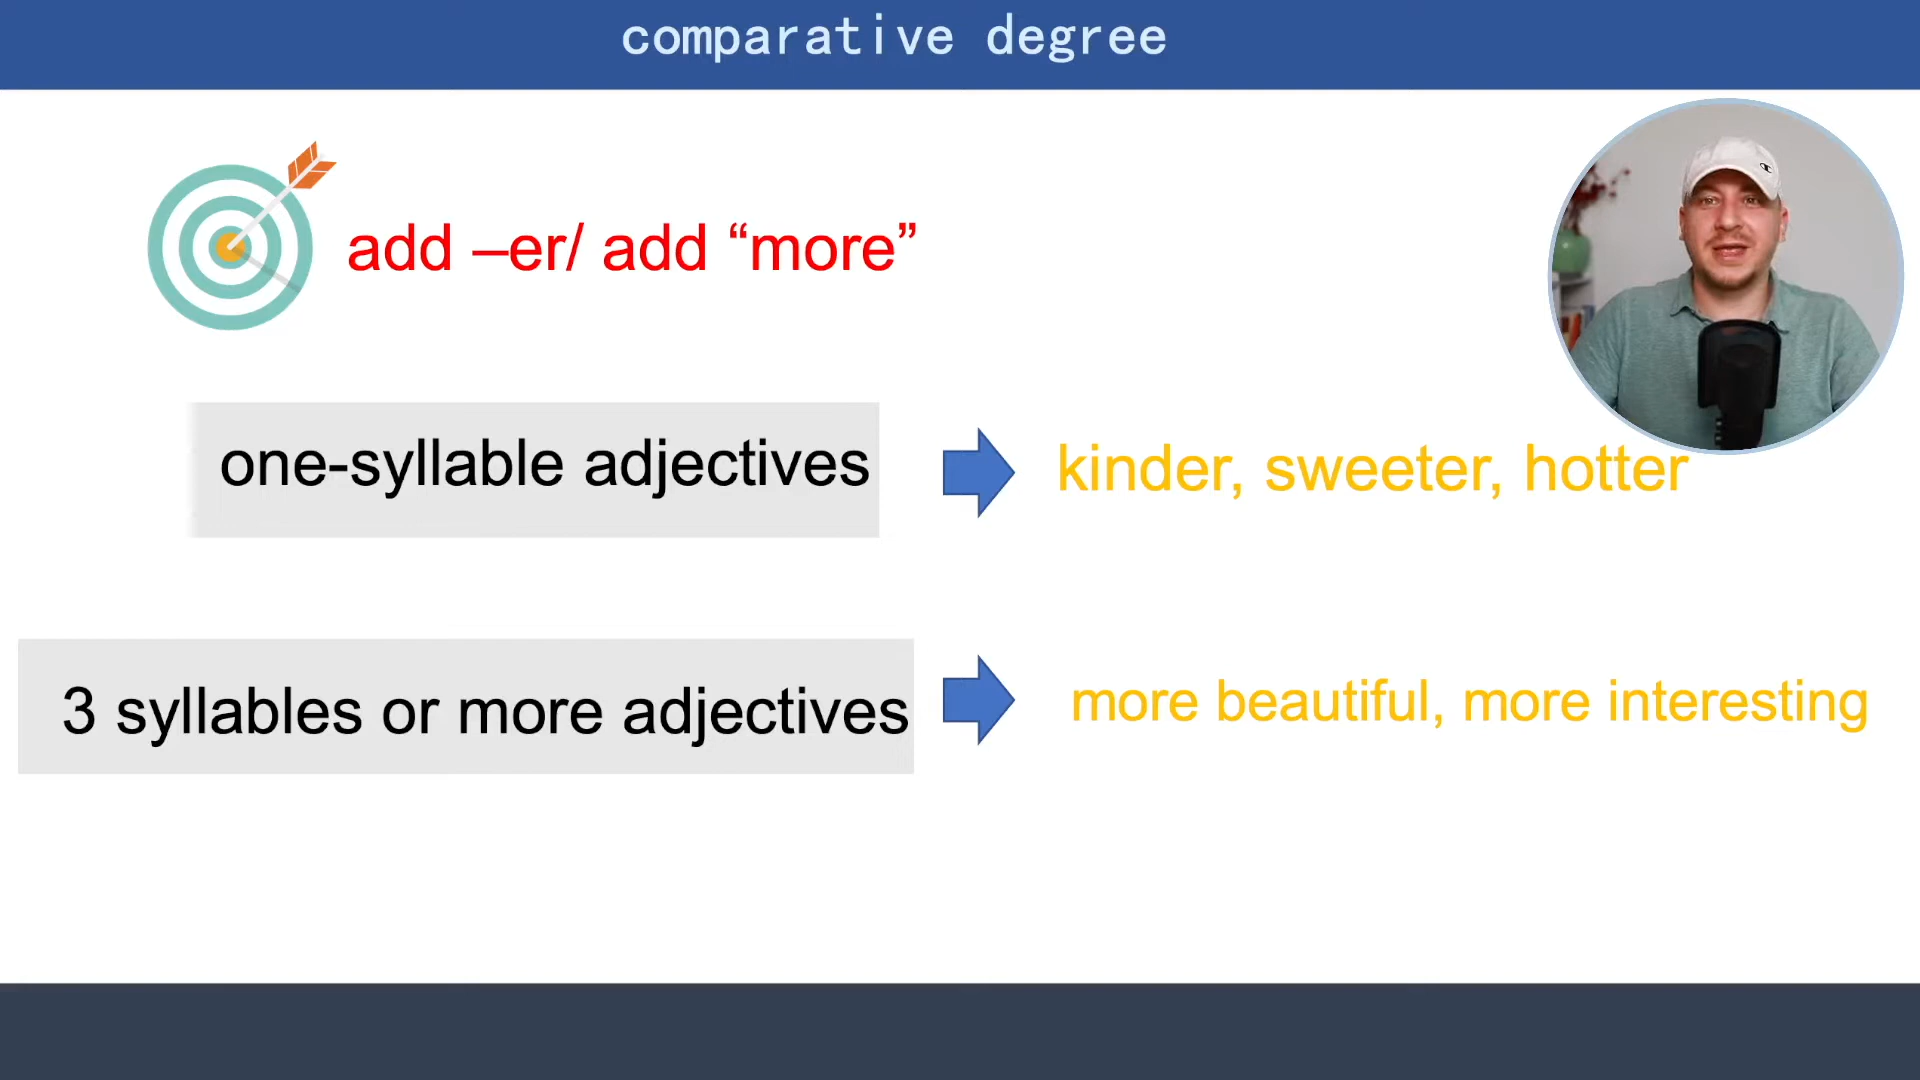 comparative degree
add –er/ add “more”
one-syllable adjectives
kinder, sweeter, hotter
3 syllables or more adjectives
more beautiful, more interesting